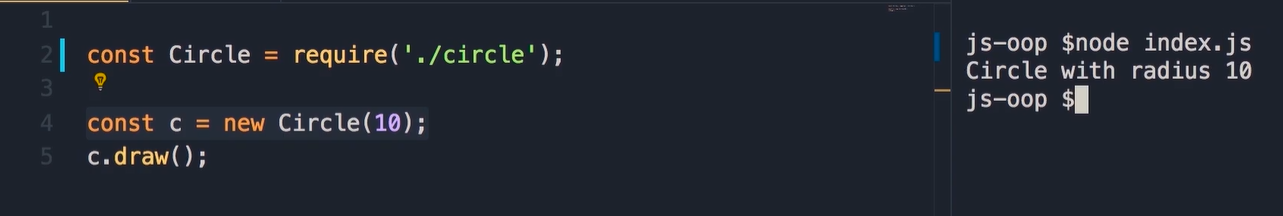 1
2 const Circle = require('./circle');
3
4 const c = new Circle(10);
5 c.draw();
js-oop $node index.js
Circle with radius 10
js-oop $